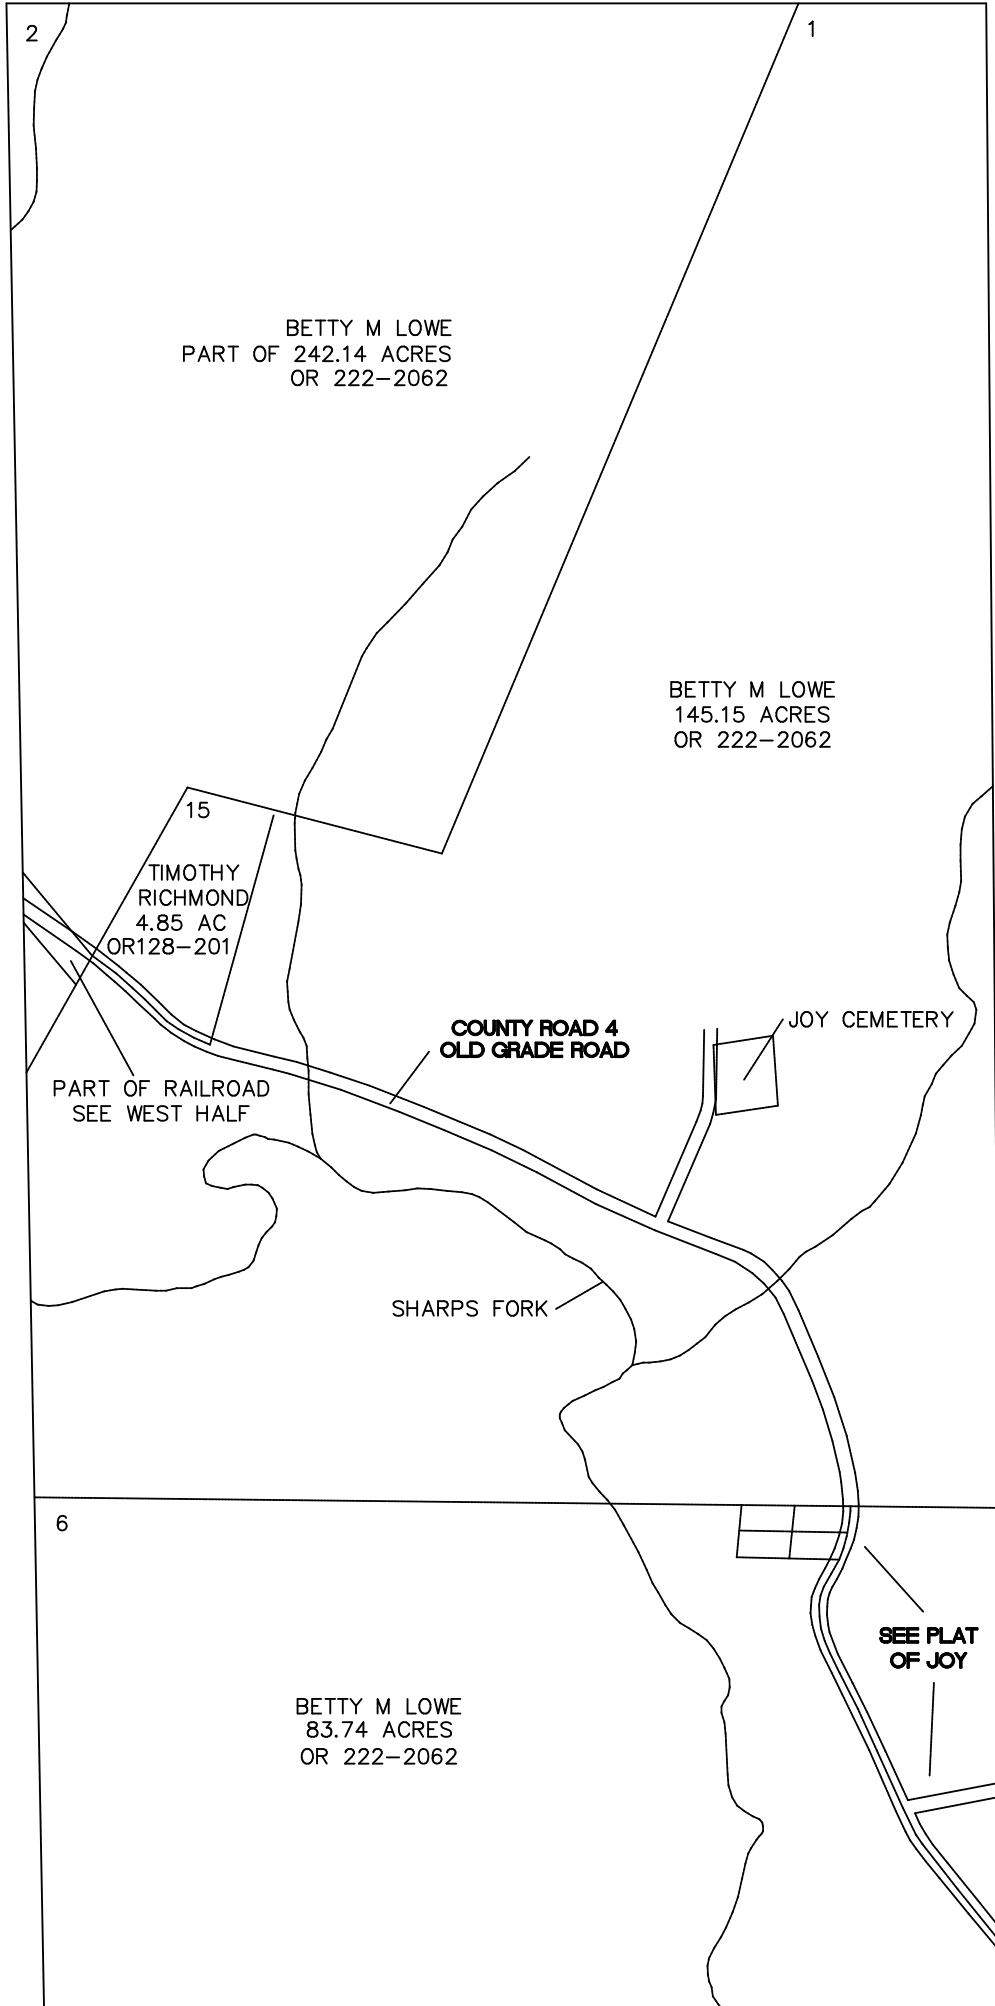 2
1
BETTY M LOWE
PART OF 242.14 ACRES
OR 222-2062
BETTY M LOWE
145.15 ACRES
OR 222-2062
15
TIMOTHY
RICHMOND
4.85 AC
OR128-201
COUNTY ROAD 4
OLD GRADE ROAD
JOY CEMETERY
PART OF RAILROAD
SEE WEST HALF
SHARPS FORK
6
SEE PLAT
OF JOY
BETTY M LOWE
83.74 ACRES
OR 222-2062